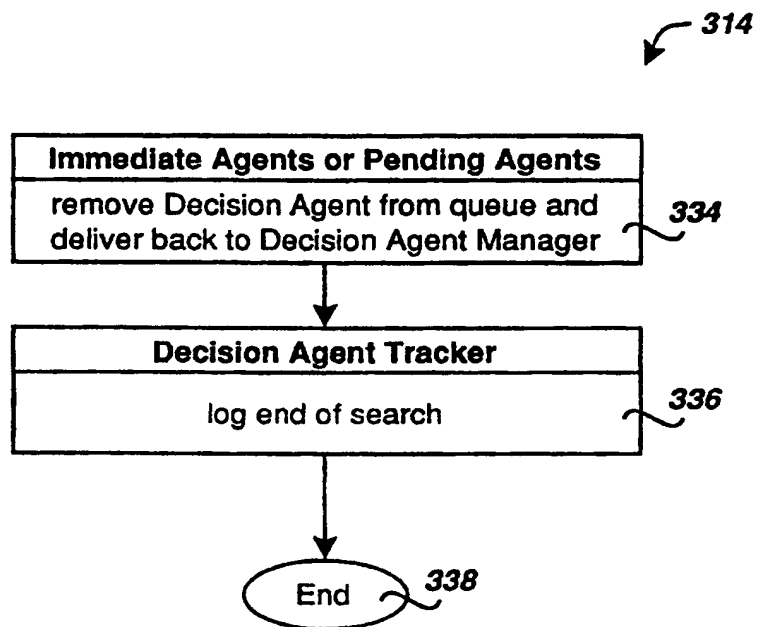 314
Immediate Agents or Pending Agents
remove Decision Agent from queue and
deliver back to Decision Agent Manager
334
Decision Agent Tracker
log end of search
336
End
338